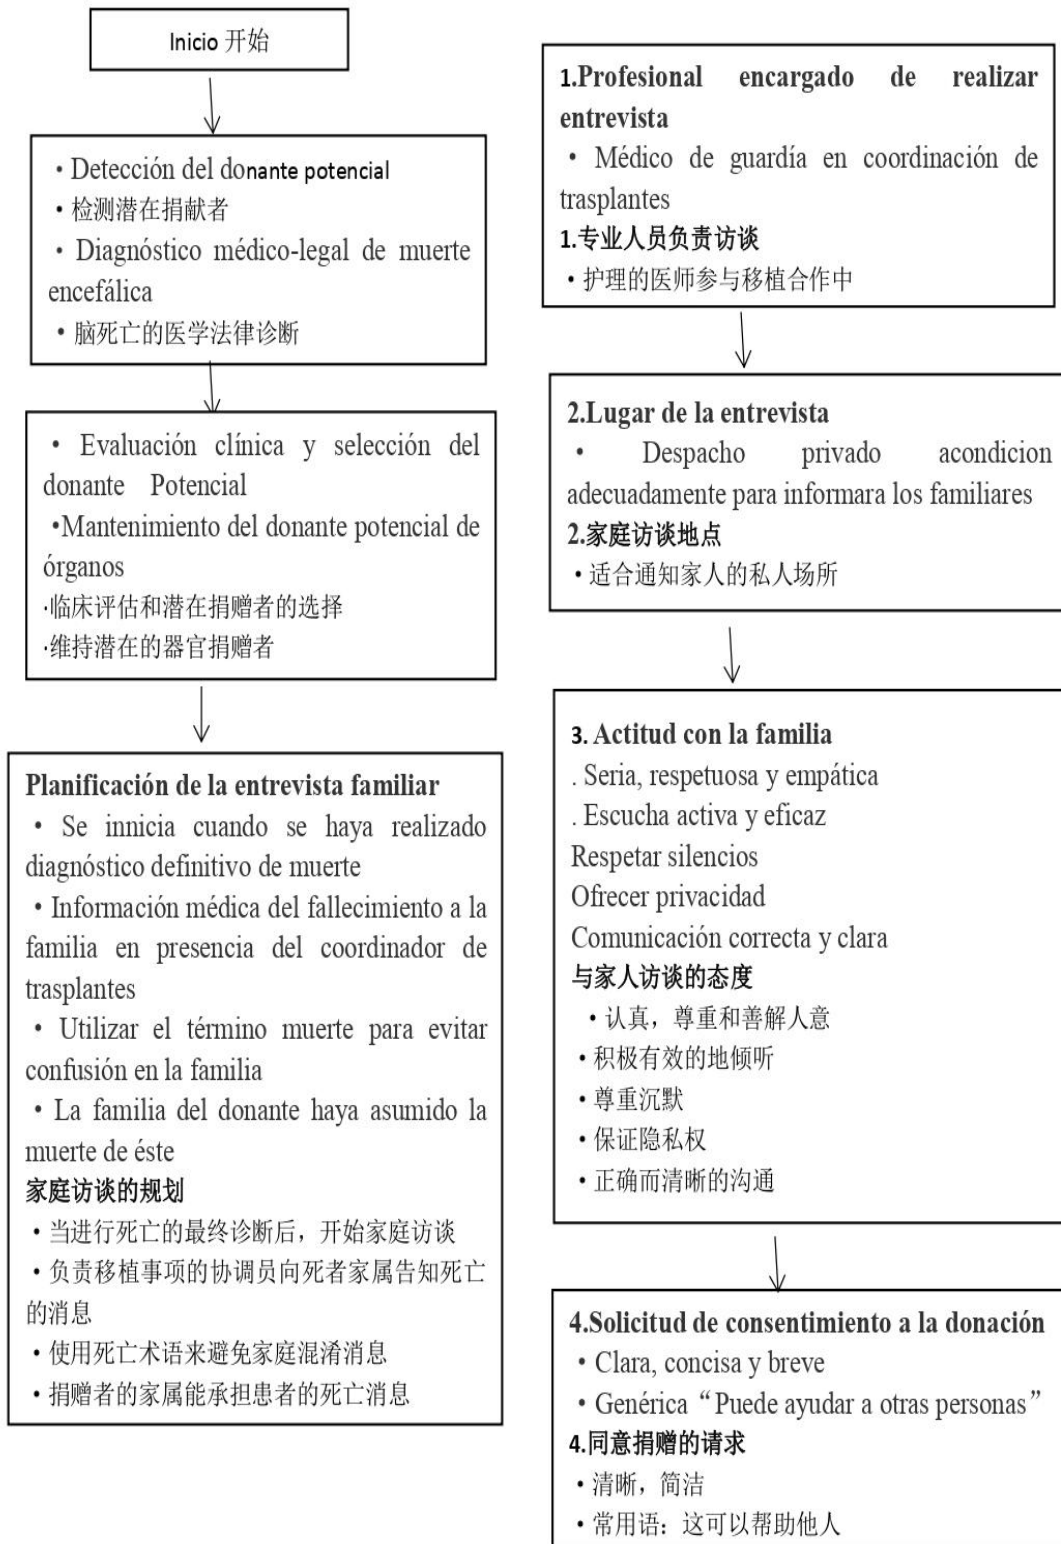 Inicio 开始
• Detección del donante potencial
• 检测潜在捐献者
• Diagnóstico médico-legal de muerte
encefálica
• 脑死亡的医学法律诊断
• Evaluación clínica y selección del
donante Potencial
•Mantenimiento del donante potencial de
órganos
·临床评估和潜在捐赠者的选择
·维持潜在的器官捐赠者
Planificación de la entrevista familiar
• Se innicia cuando se haya realizado
diagnóstico definitivo de muerte
• Información médica del fallecimiento a la
familia en presencia del coordinador de
trasplantes
• Utilizar el término muerte para evitar
confusión en la familia
• La familia del donante haya asumido la
muerte de éste
家庭访谈的规划
• 当进行死亡的最终诊断后，开始家庭访谈
• 负责移植事项的协调员向死者家属告知死亡
的消息
• 使用死亡术语来避免家庭混淆消息
• 捐赠者的家属能承担患者的死亡消息
1.Profesional encargado de realizar
entrevista
• Médico de guardía en coordinación de
trasplantes
1.专业人员负责访谈
• 护理的医师参与移植合作中
2.Lugar de la entrevista
• Despacho privado acondicion
adecuadamente para informara los familiares
2.家庭访谈地点
• 适合通知家人的私人场所
3. Actitud con la familia
. Seria, respetuosa y empática
. Escucha activa y eficaz
Respetar silencios
Ofrecer privacidad
Comunicación correcta y clara
与家人访谈的态度
• 认真，尊重和善解人意
• 积极有效的地倾听
• 尊重沉默
• 保证隐私权
• 正确而清晰的沟通
4.Solicitud de consentimiento a la donación
• Clara, concisa y breve
• Genérica “Puede ayudar a otras personas”
4.同意捐赠的请求
• 清晰，简洁
• 常用语：这可以帮助他人